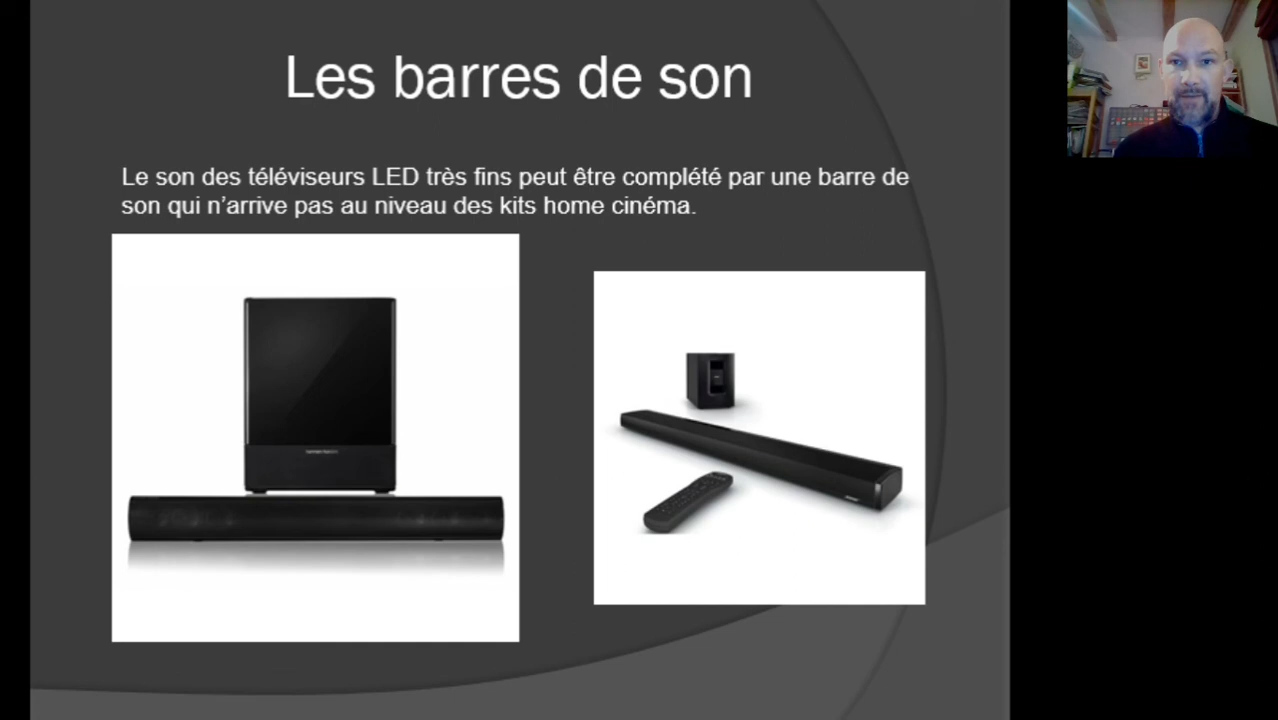 Les barres de son
Le son des téléviseurs LED très fins peut être complété par une barre de
son qui n’arrive pas au niveau des kits home cinéma.